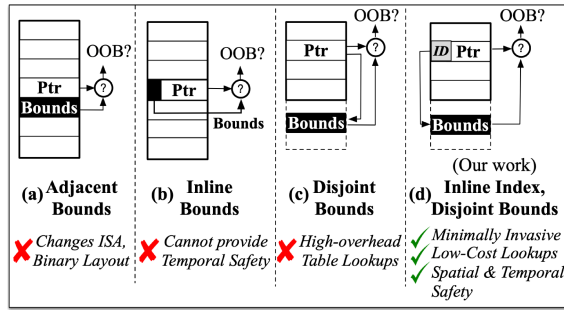 OOB?
Ptr
?
Bounds
(a) Adjacent
Bounds
Changes ISA,
Binary Layout
OOB?
Ptr
?
Bounds
(b) Inline
Bounds
Cannot provide
Temporal Safety
OOB?
Ptr
?
Bounds
(c) Disjoint
Bounds
High-overhead
Table Lookups
OOB?
ID Ptr
?
Bounds
(Our work)
(d) Inline Index,
Disjoint Bounds
Minimally Invasive
Low-Cost Lookups
Spatial & Temporal
Safety